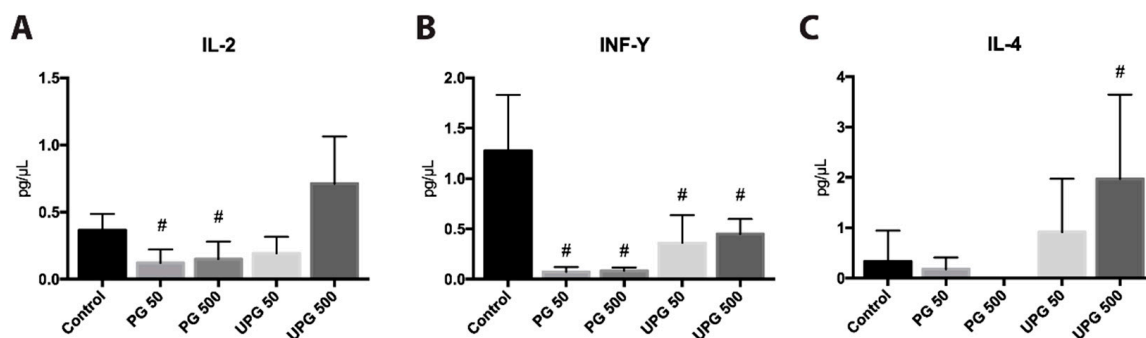 A
IL-2
pg/µL
1.5
1.0
0.5
0.0
#
#
Control
PG 50
PG 500
UPG 50
UPG 500
B
INF-Y
pg/µL
2.0
1.5
1.0
0.5
0.0
#
#
#
#
Control
PG 50
PG 500
UPG 50
UPG 500
C
IL-4
pg/µL
4
3
2
1
0
#
Control
PG 50
PG 500
UPG 50
UPG 500